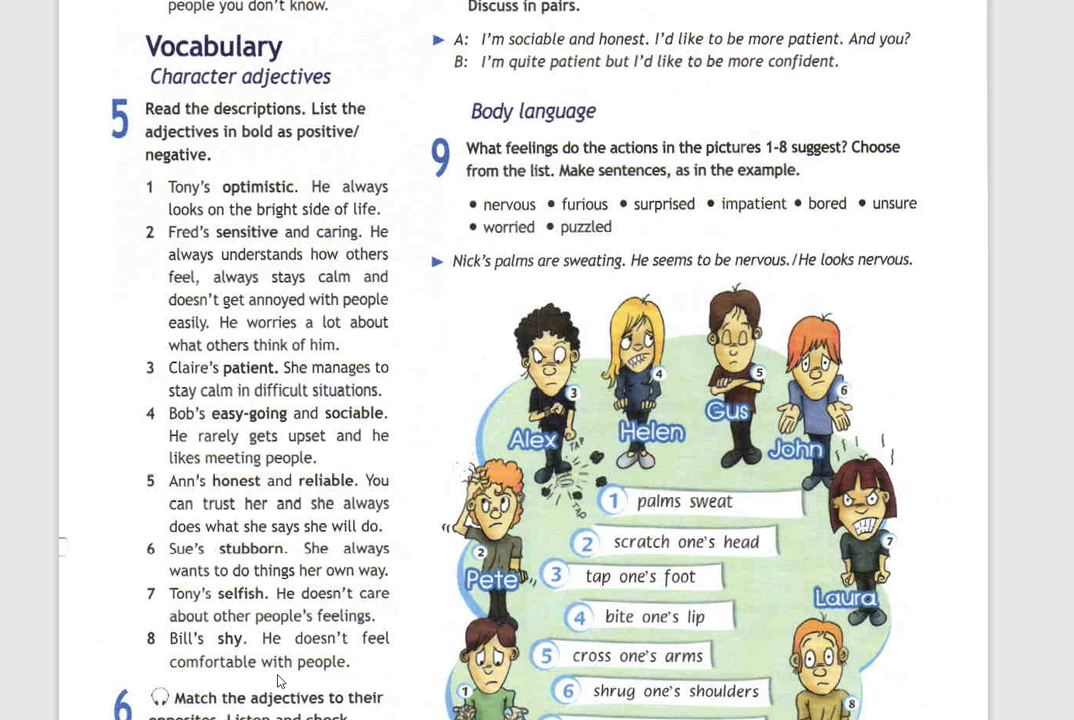 people you don't know.
Vocabulary
Character adjectives
5 Read the descriptions. List the
adjectives in bold as positive/
negative.
1 Tony's optimistic. He always
looks on the bright side of life.
2 Fred's sensitive and caring. He
always understands how others
feel, always stays calm and
doesn't get annoyed with people
easily. He worries a lot about
what others think of him.
3 Claire's patient. She manages to
stay calm in difficult situations.
4 Bob's easy-going and sociable.
He rarely gets upset and he
likes meeting people.
5 Ann's honest and reliable. You
can trust her and she always
does what she says she will do.
6 Sue's stubborn. She always
wants to do things her own way.
7 Tony's selfish. He doesn't care
about other people's feelings.
8 Bill's shy. He doesn't feel
comfortable with people.
6 Match the adjectives to their
opposites. Listen and check.
Discuss in pairs.
▶ A: I'm sociable and honest. I'd like to be more patient. And you?
B: I'm quite patient but I'd like to be more confident.
Body language
9 What feelings do the actions in the pictures 1-8 suggest? Choose
from the list. Make sentences, as in the example.
• nervous • furious • surprised • impatient • bored • unsure
• worried • puzzled
▶ Nick's palms are sweating. He seems to be nervous./He looks nervous.
3
4
5
6
Alex
Helen
Gus
John
TAP
TAP
1 palms sweat
2 scratch one's head
7
2
Pete
3 tap one's foot
Laura
4 bite one's lip
5 cross one's arms
1
6 shrug one's shoulders
8